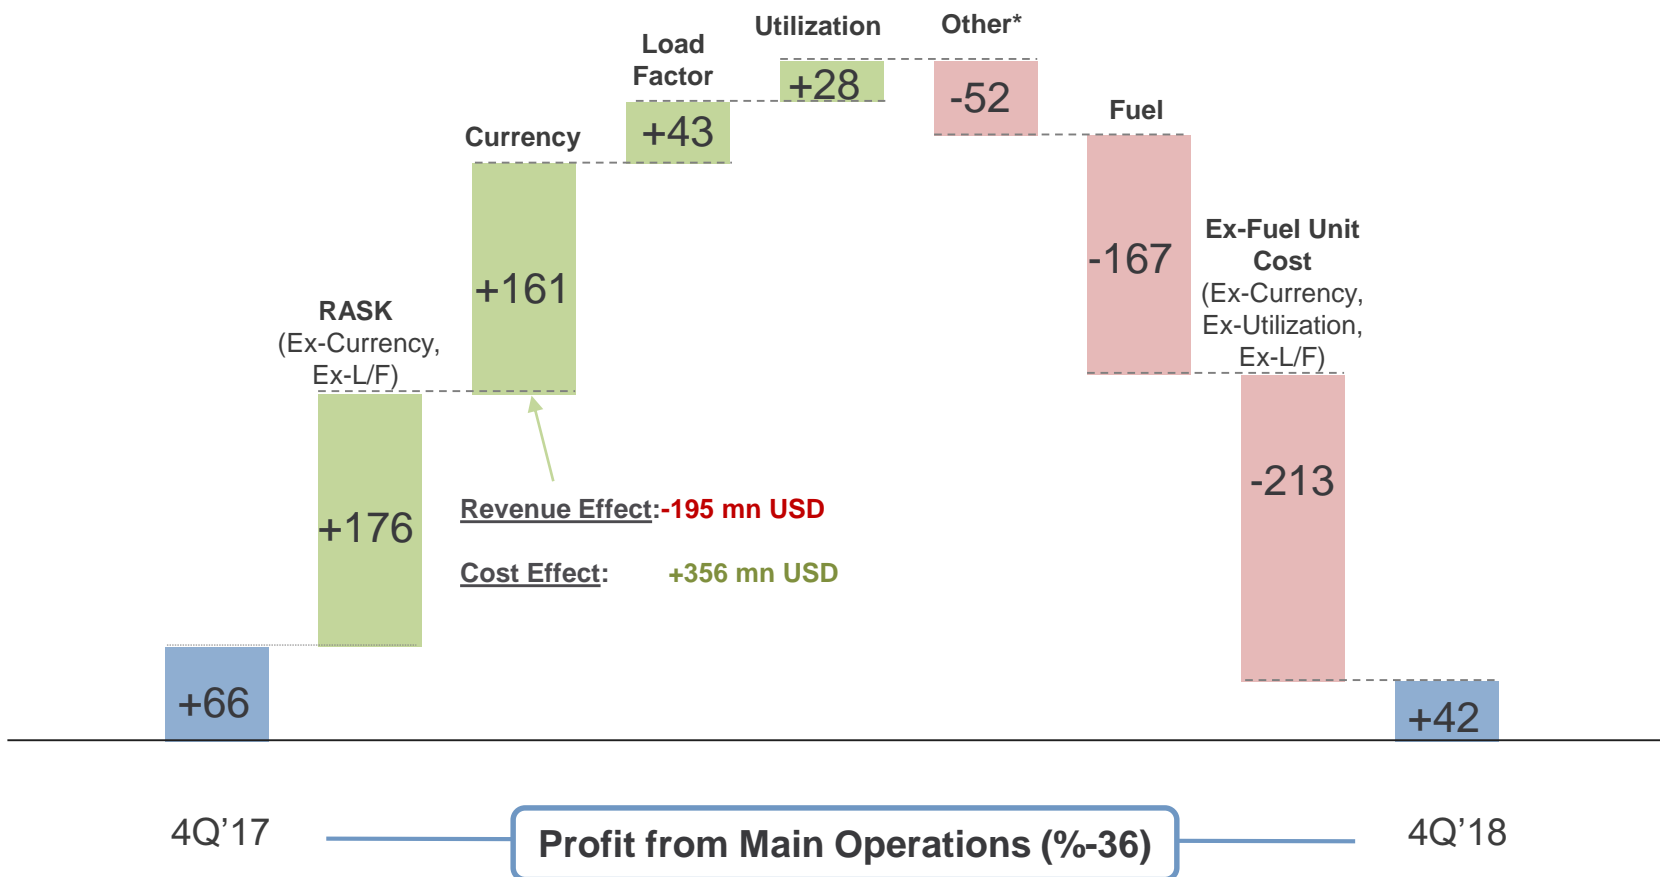 Utilization
Other*
Load
Factor
+28
-52
Fuel
Currency
+43
Ex-Fuel Unit
Cost
(Ex-Currency,
Ex-Utilization,
Ex-L/F)
-167
+161
RASK
(Ex-Currency,
Ex-L/F)
-213
Revenue Effect:-195 mn USD
+176
Cost Effect: +356 mn USD
+66
+42
4Q’17
Profit from Main Operations (%-36)
4Q’18